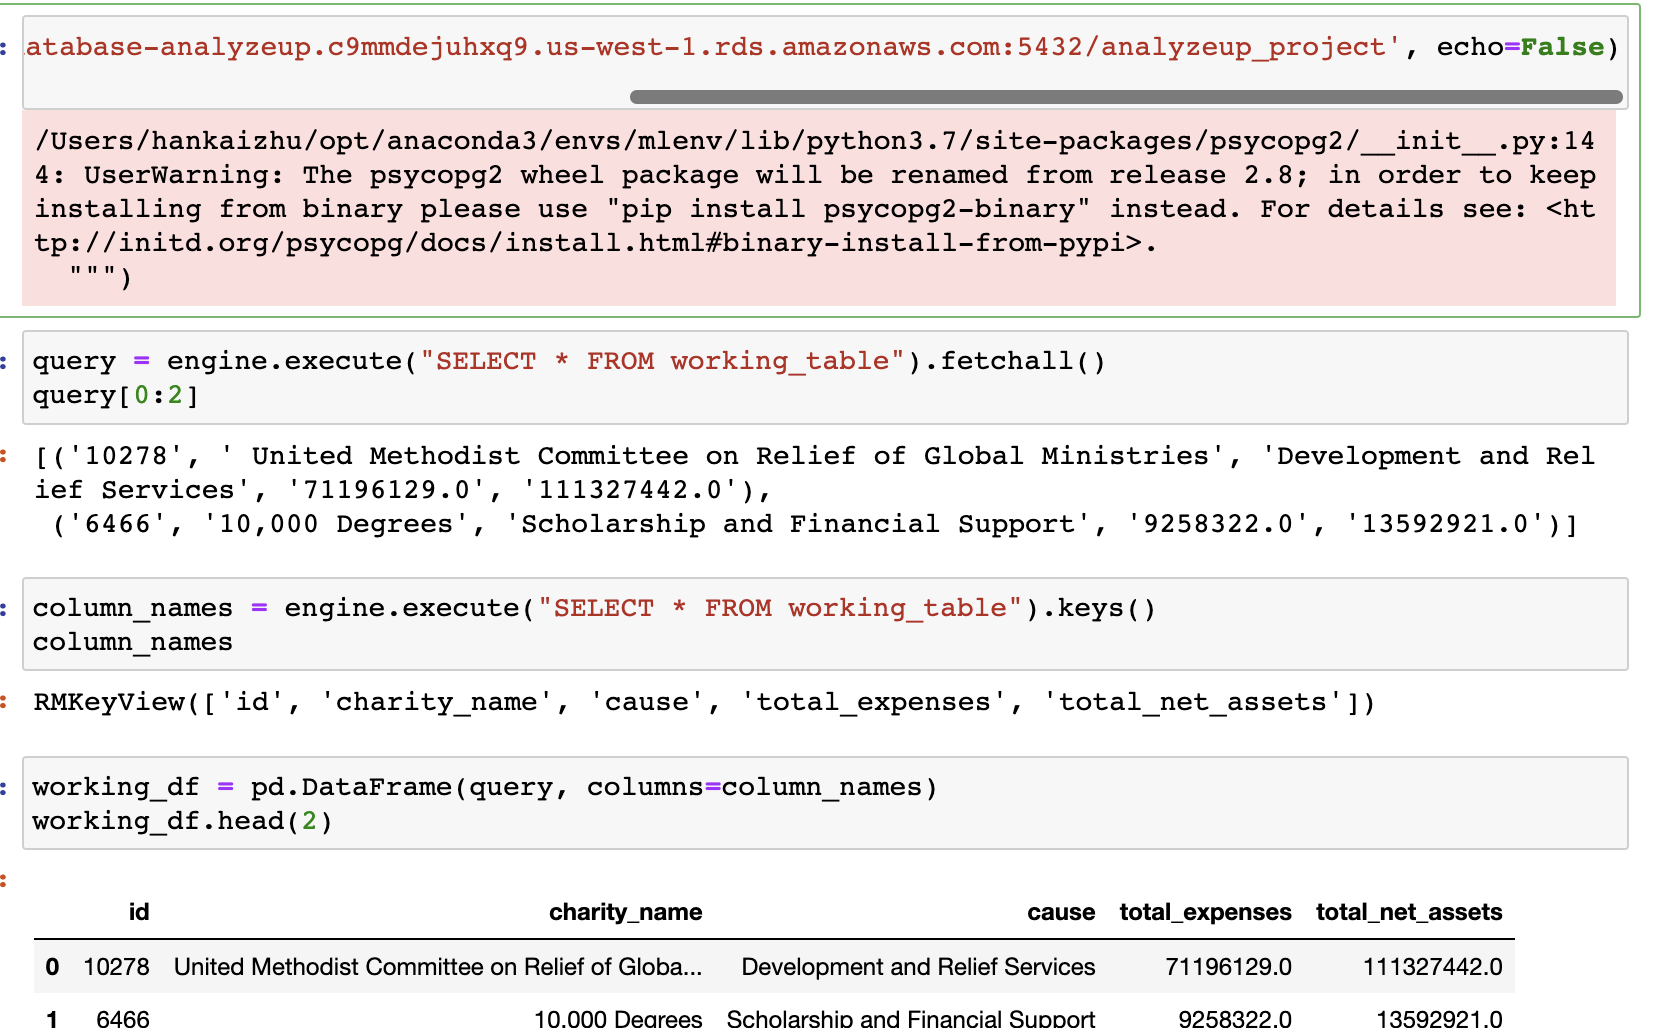 :atabase-analyzeup.c9mmdejuhxq9.us-west-1.rds.amazonaws.com:5432/analyzeup_project', echo=False)
/Users/hankaizhu/opt/anaconda3/envs/mlenv/lib/python3.7/site-packages/psycopg2/__init__.py:14
4: UserWarning: The psycopg2 wheel package will be renamed from release 2.8; in order to keep
installing from binary please use "pip install psycopg2-binary" instead. For details see: <ht
tp://initd.org/psycopg/docs/install.html#binary-install-from-pypi>.
  """)
: query = engine.execute("SELECT * FROM working_table").fetchall()
query[0:2]
: [('10278', ' United Methodist Committee on Relief of Global Ministries', 'Development and Rel
ief Services', '71196129.0', '111327442.0'),
 ('6466', '10,000 Degrees', 'Scholarship and Financial Support', '9258322.0', '13592921.0')]
: column_names = engine.execute("SELECT * FROM working_table").keys()
column_names
: RMKeyView(['id', 'charity_name', 'cause', 'total_expenses', 'total_net_assets'])
: working_df = pd.DataFrame(query, columns=column_names)
working_df.head(2)
:
id charity_name cause total_expenses total_net_assets
0 10278 United Methodist Committee on Relief of Globa... Development and Relief Services 71196129.0 111327442.0
1 6466 10,000 Degrees Scholarship and Financial Support 9258322.0 13592921.0